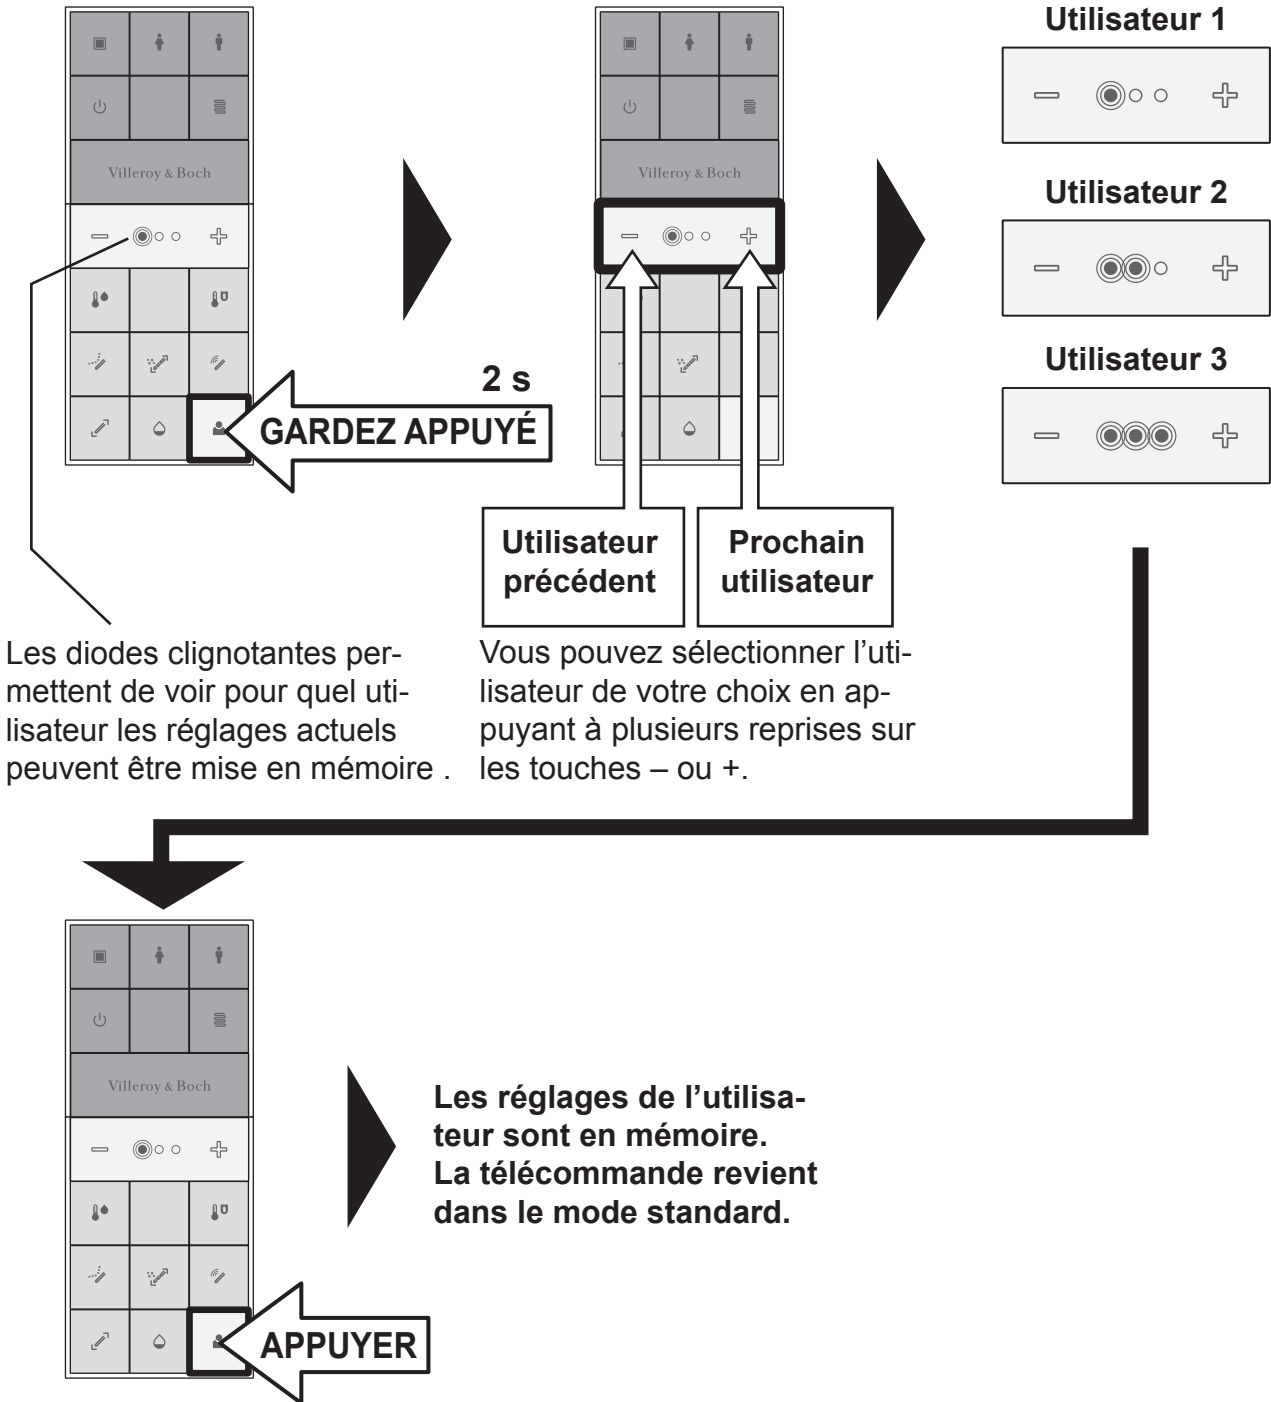 Villeroy & Boch
2 s
GARDEZ APPUYÉ
Les diodes clignotantes per-
mettent de voir pour quel uti-
lisateur les réglages actuels
peuvent être mise en mémoire .
Villeroy & Boch
Utilisateur
précédent
Prochain
utilisateur
Vous pouvez sélectionner l’uti-
lisateur de votre choix en ap-
puyant à plusieurs reprises sur
les touches – ou +.
Utilisateur 1
Utilisateur 2
Utilisateur 3
Villeroy & Boch
APPUYER
Les réglages de l’utilisa-
teur sont en mémoire.
La télécommande revient
dans le mode standard.